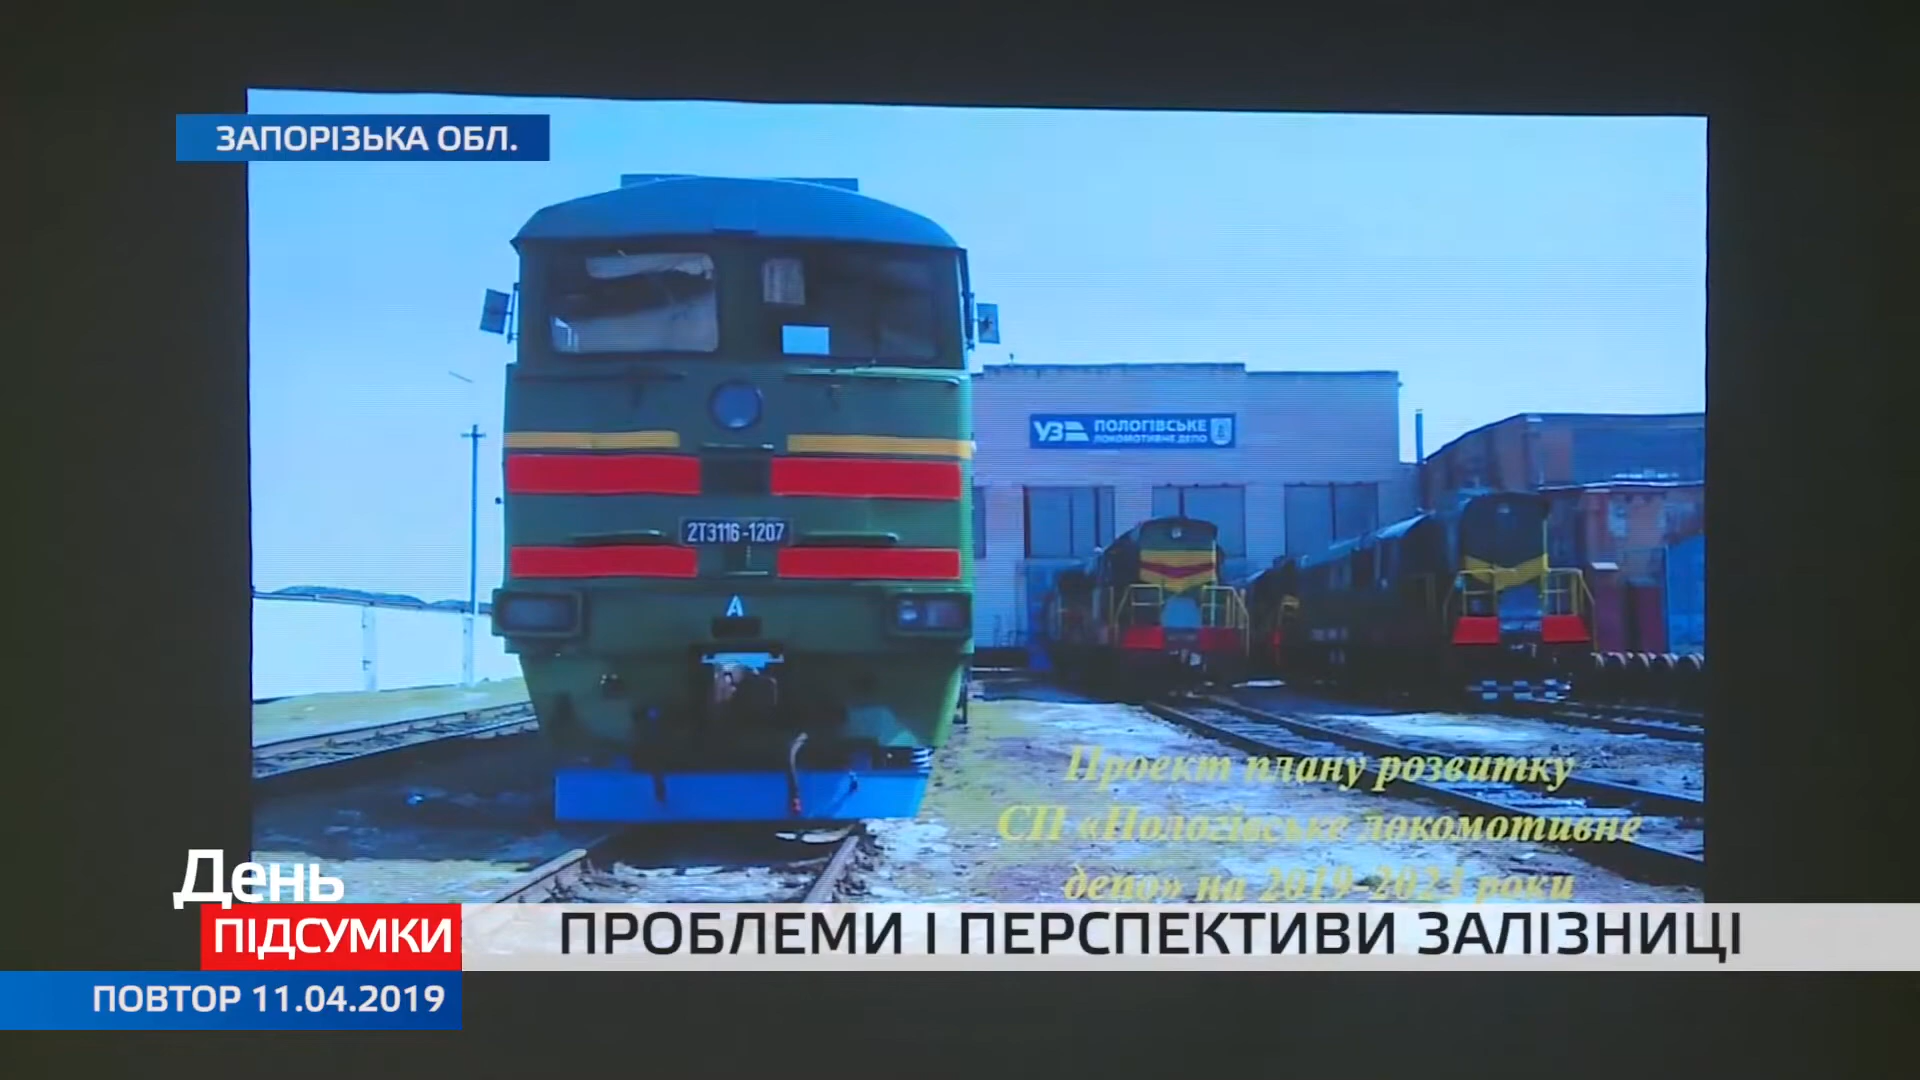 ЗАПОРІЗЬКА ОБЛ.
УЗ ПОЛОГІВСЬКЕ
ЛОКОМОТИВНЕ ДЕПО
2ТЭ116-1207
А
Проект плану розвитку
СП «Пологівське локомотивне
депо» на 2019-2023 роки
День
ПІДСУМКИ
ПРОБЛЕМИ І ПЕРСПЕКТИВИ ЗАЛІЗНИЦІ
ПОВТОР 11.04.2019